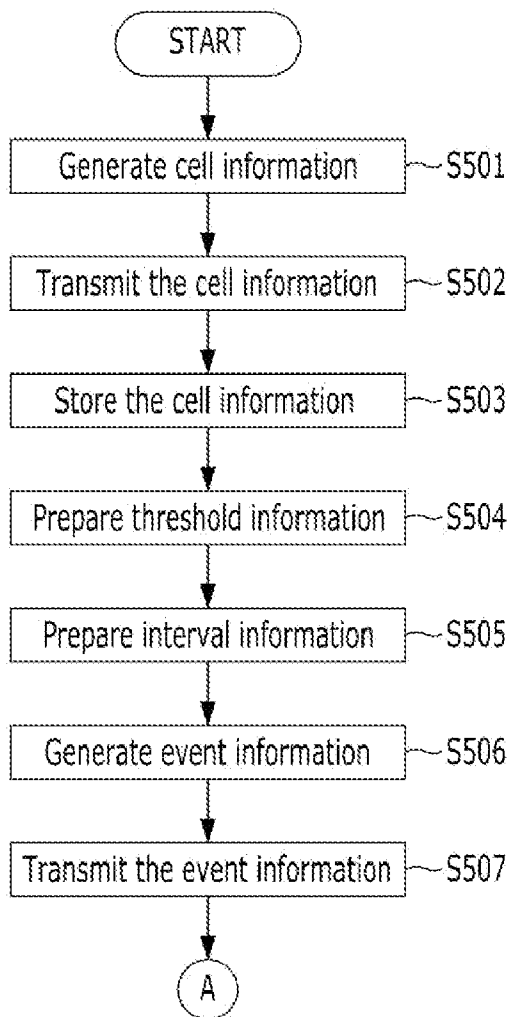 START
Generate cell information S501
Transmit the cell information S502
Store the cell information S503
Prepare threshold information S504
Prepare interval information S505
Generate event information S506
Transmit the event information S507
A